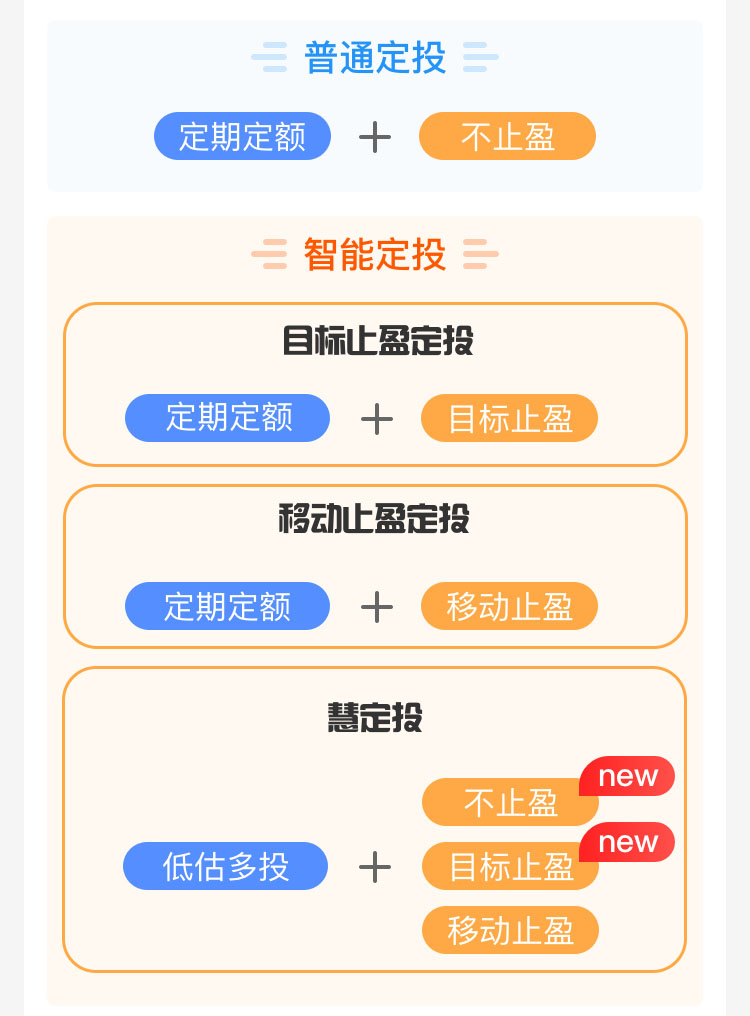 普通定投
定期定额 + 不止盈
智能定投
目标止盈定投
定期定额 + 目标止盈
移动止盈定投
定期定额 + 移动止盈
慧定投
new
不止盈
new
低估多投 + 目标止盈
移动止盈